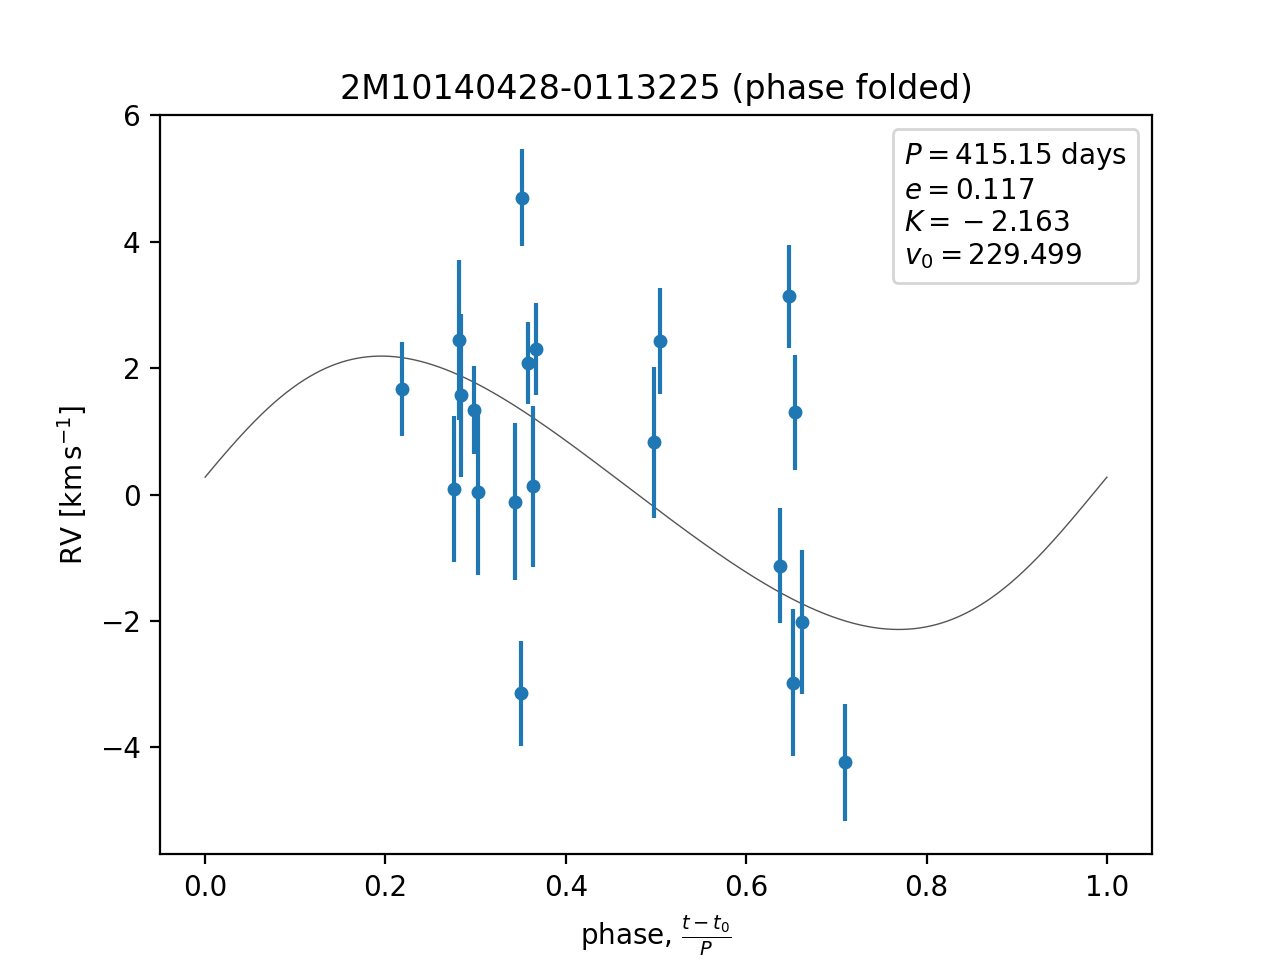 2M10140428-0113225 (phase folded)
6
4
2
0
−2
−4
RV [km s⁻¹]
P = 415.15 days
e = 0.117
K = −2.163
v₀ = 229.499
0.0 0.2 0.4 0.6 0.8 1.0
phase, (t − t₀)/P